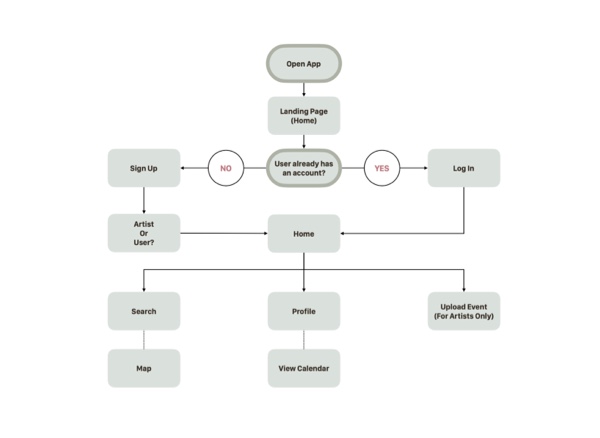 Open App
Landing Page
(Home)
User already has
an account?
NO
YES
Sign Up
Log In
Artist
Or
User?
Home
Search
Profile
Upload Event
(For Artists Only)
Map
View Calendar